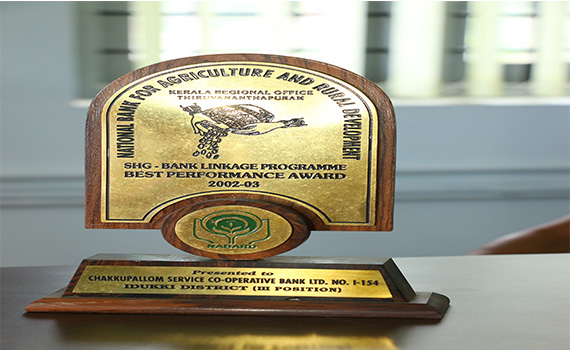 NATIONAL BANK FOR AGRICULTURE AND RURAL DEVELOPMENT
KERALA REGIONAL OFFICE
THIRUVANANTHAPURAM
SHG - BANK LINKAGE PROGRAMME
BEST PERFORMANCE AWARD
2002-03
NABARD
Presented to
CHAKKUPALLOM SERVICE CO-OPERATIVE BANK LTD. NO. I-154
IDUKKI DISTRICT (III POSITION)